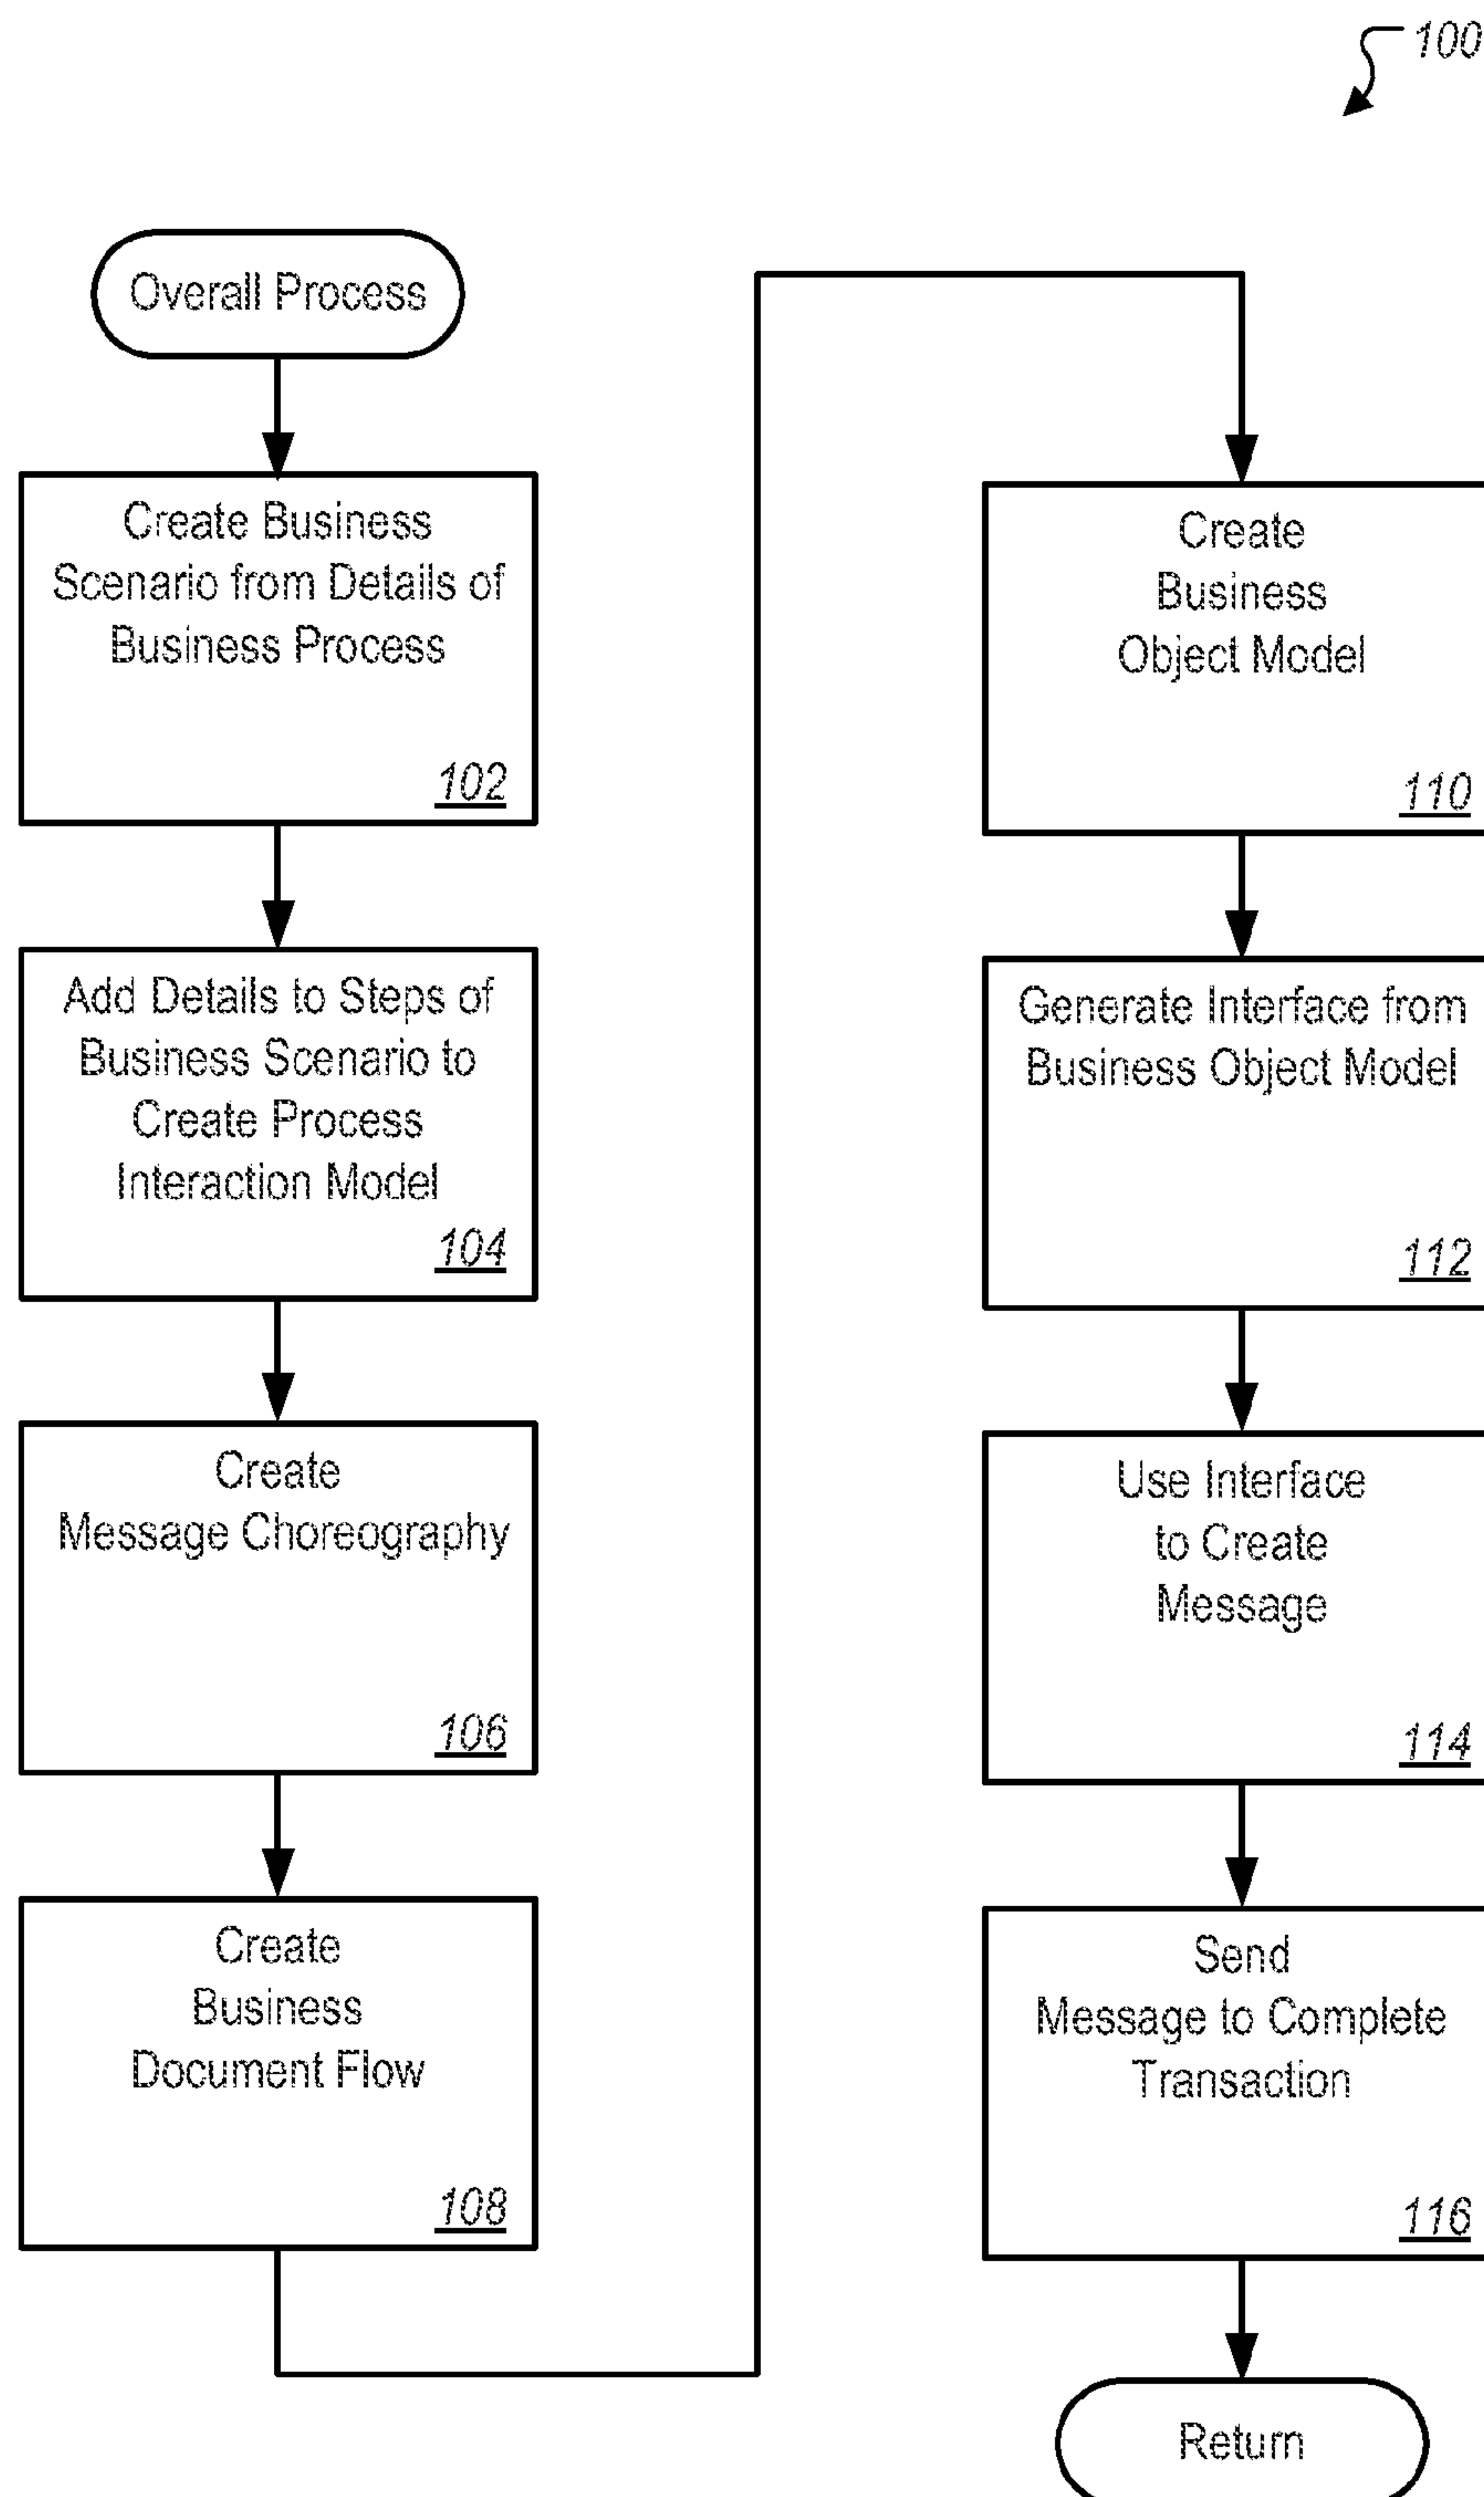 100
Overall Process
Create Business
Scenario from Details of
Business Process
102
Add Details to Steps of
Business Scenario to
Create Process
Interaction Model
104
Create
Message Choreography
106
Create
Business
Document Flow
108
Create
Business
Object Model
110
Generate Interface from
Business Object Model
112
Use Interface
to Create
Message
114
Send
Message to Complete
Transaction
116
Return